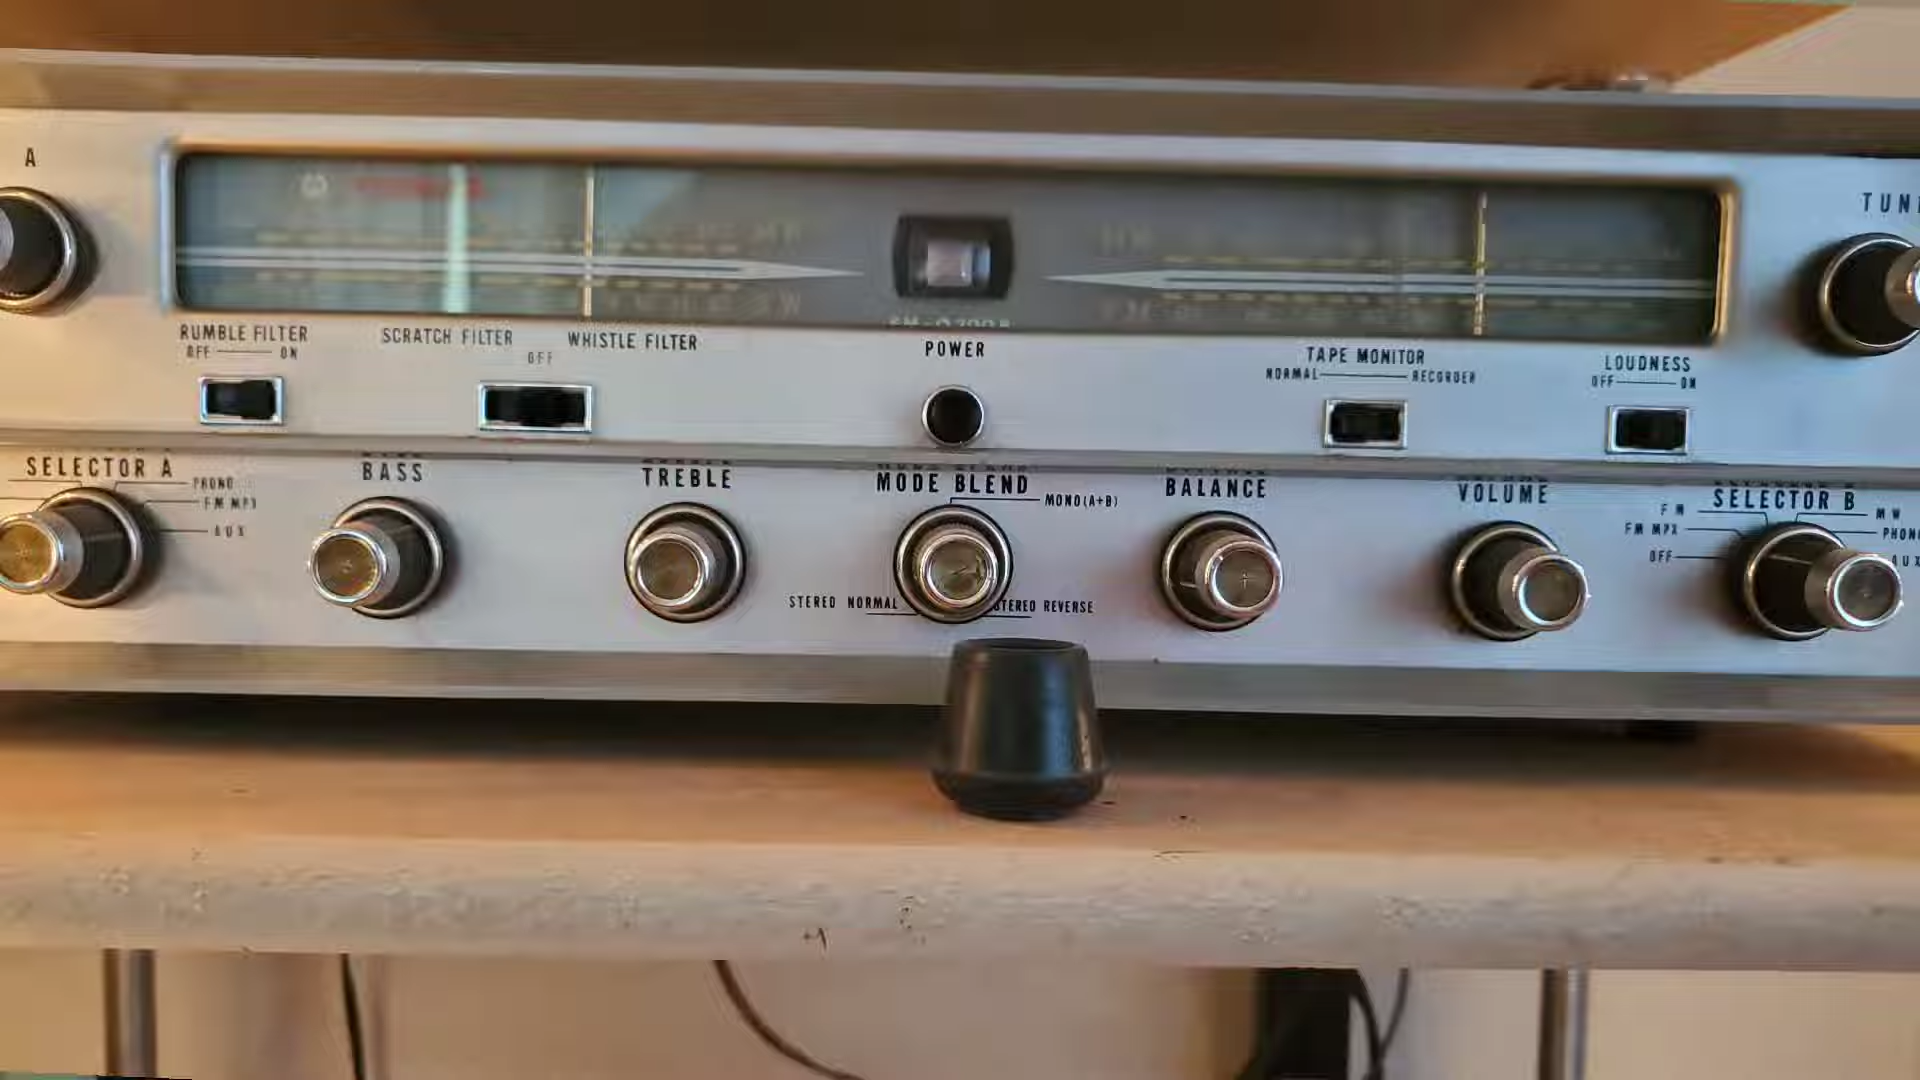 A
TUN
RUMBLE FILTER
OFF ON
SCRATCH FILTER
OFF
WHISTLE FILTER
POWER
TAPE MONITOR
NORMAL RECORDER
LOUDNESS
OFF ON
SELECTOR A
PHONO
FM MPX
AUX
BASS
TREBLE
MODE BLEND
MONO(A+B)
STEREO NORMAL
STEREO REVERSE
BALANCE
VOLUME
SELECTOR B
FM
FM MPX
OFF
MW
PHONO
AUX